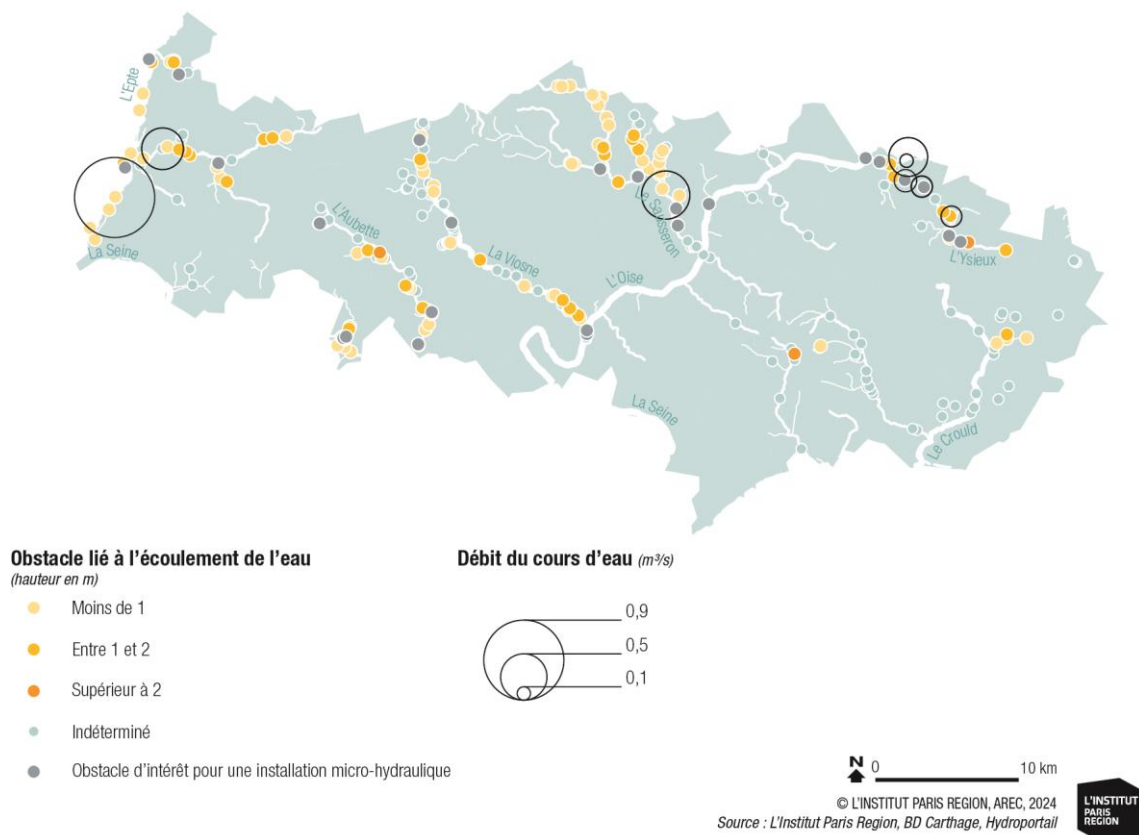 L'Epte
La Seine
L'Aubette
La Viosne
L'Oise
Le Sausseron
L'Ysieux
La Seine
Le Crould
Obstacle lié à l'écoulement de l'eau
(hauteur en m)
Moins de 1
Entre 1 et 2
Supérieur à 2
Indéterminé
Obstacle d'intérêt pour une installation micro-hydraulique
Débit du cours d'eau (m³/s)
0,9
0,5
0,1
N 0 10 km
© L'INSTITUT PARIS REGION, AREC, 2024
Source : L'Institut Paris Region, BD Carthage, Hydroportail
L'INSTITUT
PARIS
REGION